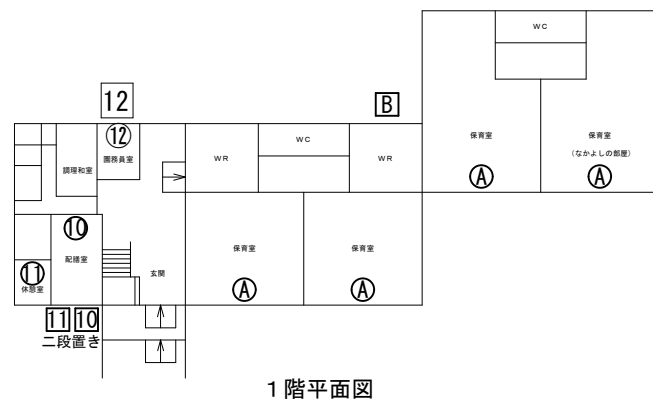 WC
12
B
⑫
園務員室
WR
WC
WR
調理和室
保育室
保育室
(なかよしの部屋)
Ⓐ
Ⓐ
⑩
配膳室
保育室
保育室
玄関
⑪
休憩室
Ⓐ
Ⓐ
11 10
二段置き
1階平面図